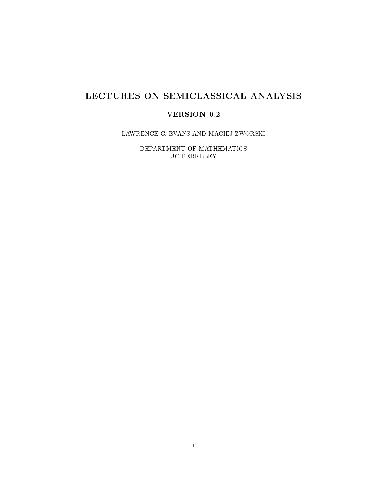 LECTURES ON SEMICLASSICAL ANALYSIS
VERSION 0.2
LAWRENCE C. EVANS AND MACIEJ ZWORSKI
DEPARTMENT OF MATHEMATICS
UC BERKELEY
1